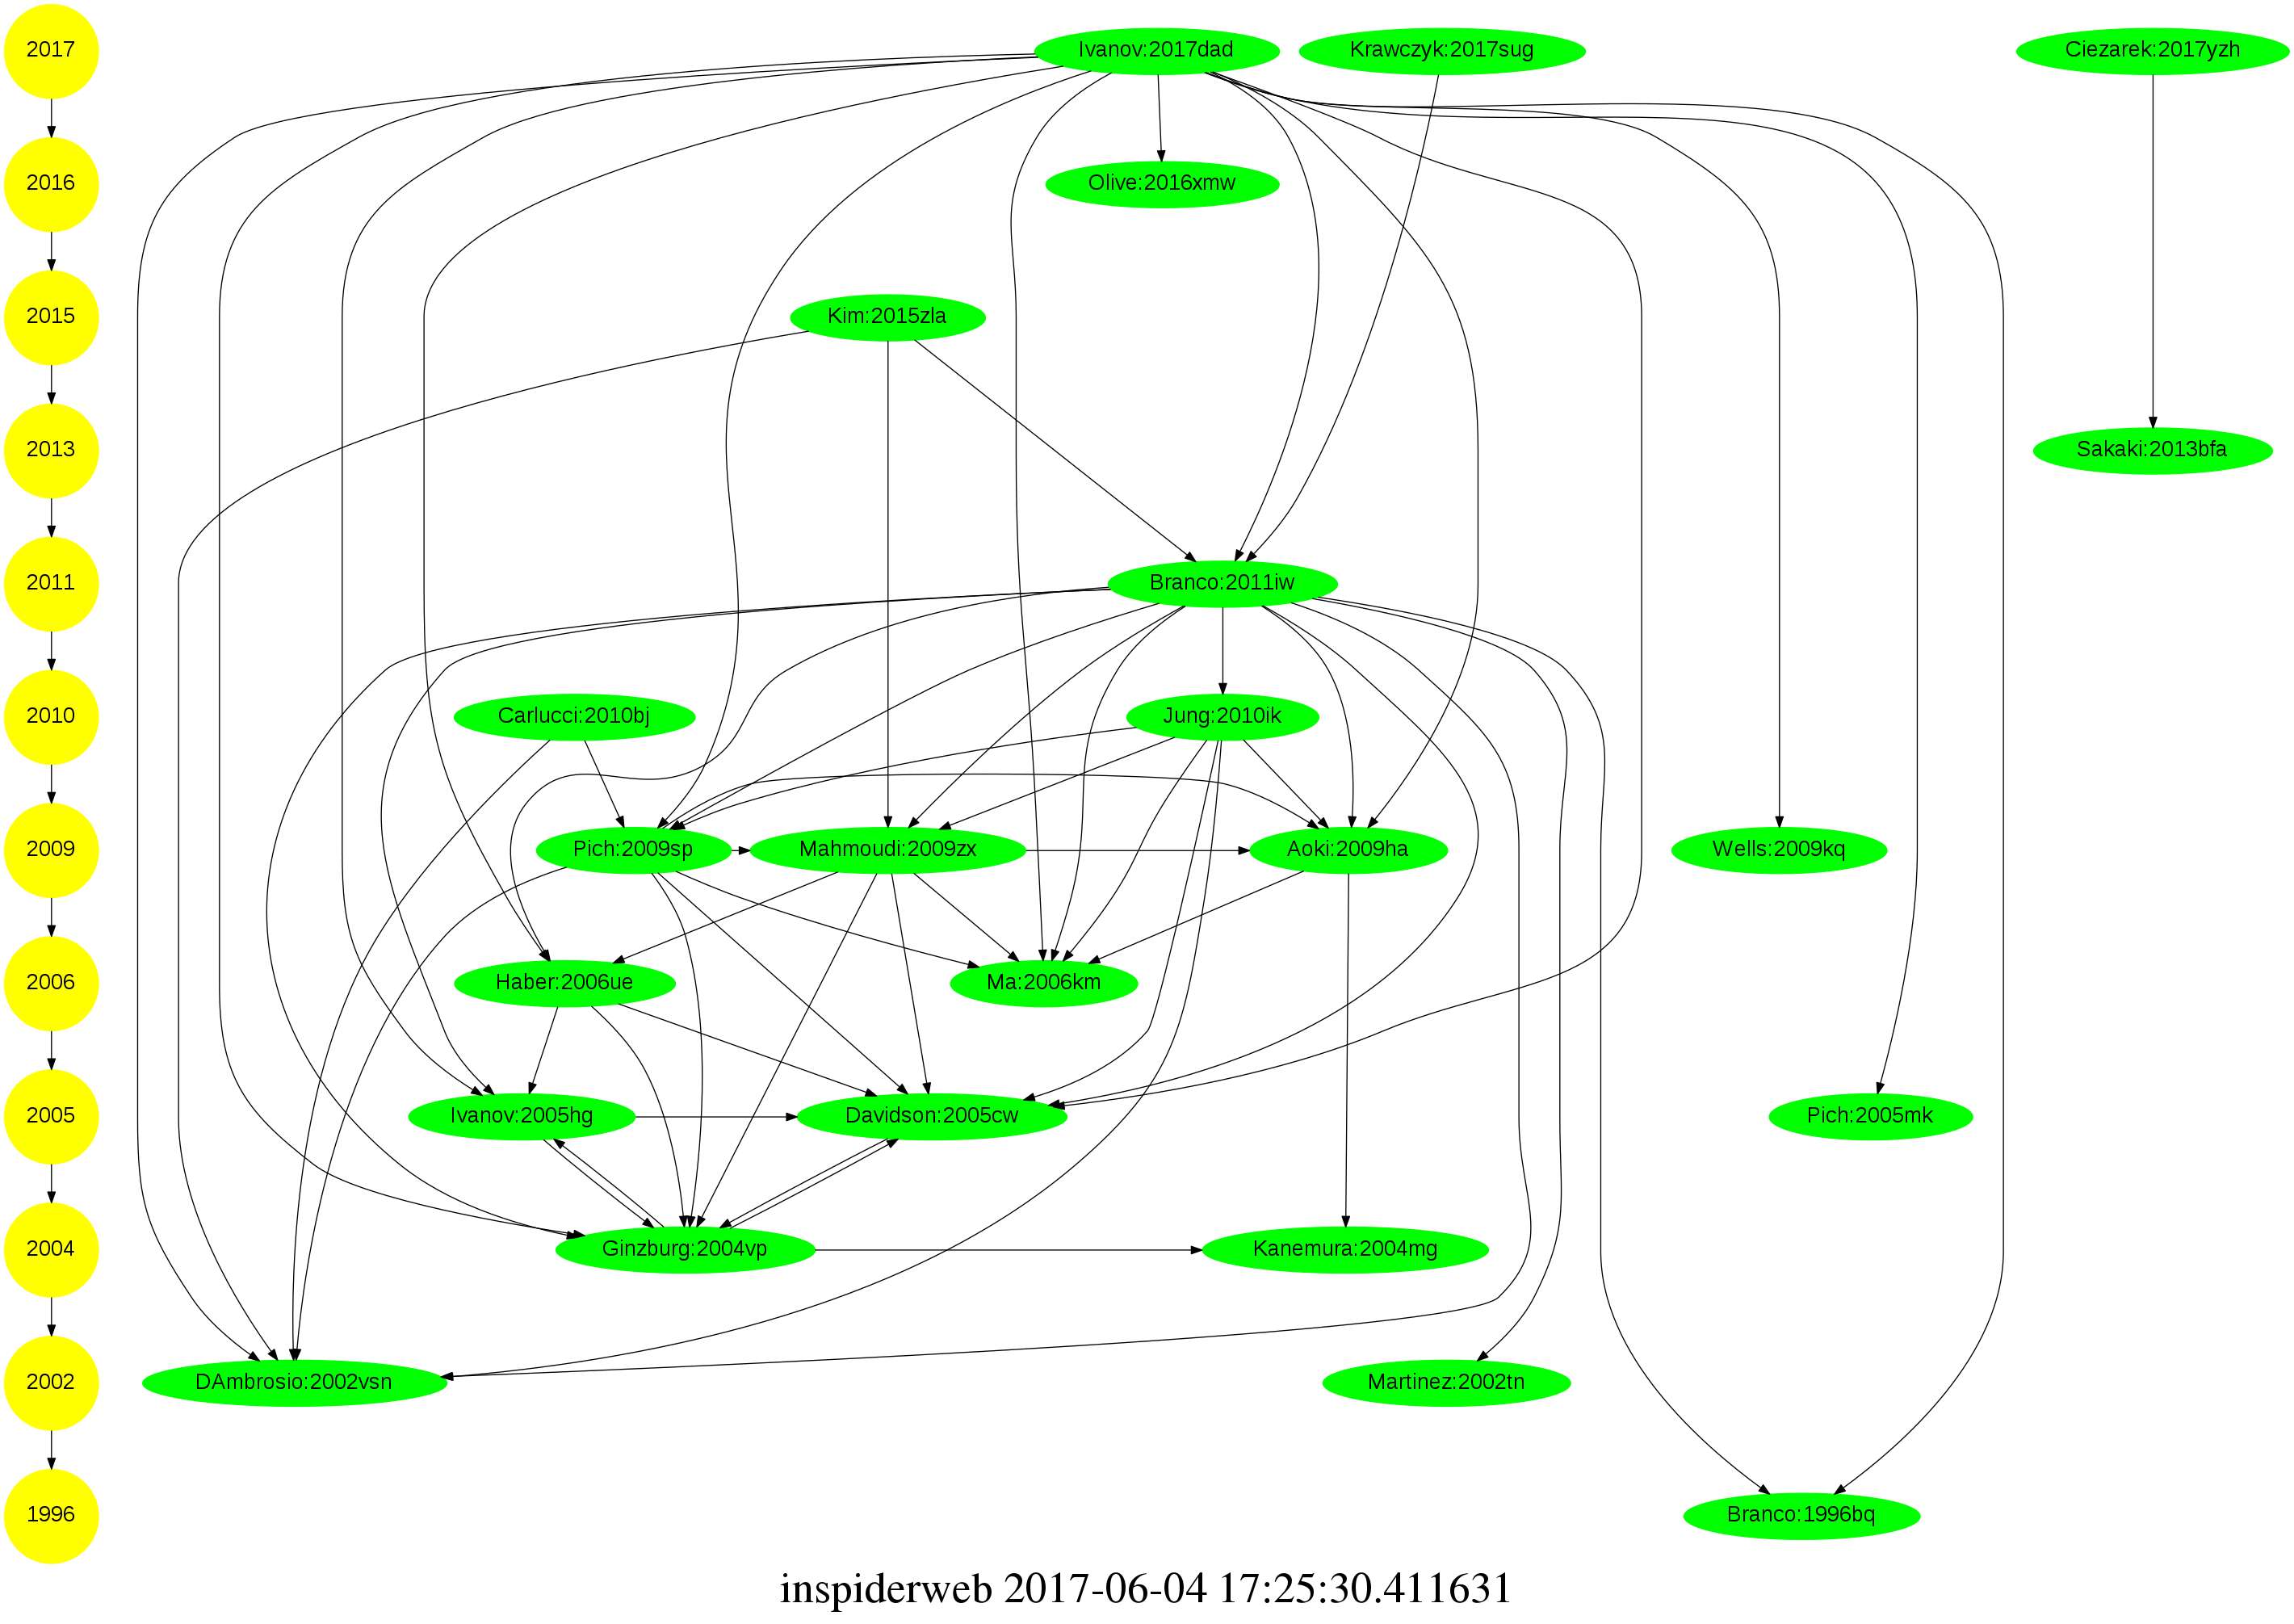 2017
Ivanov:2017dad
Krawczyk:2017sug
Ciezarek:2017yzh
2016
Olive:2016xmw
2015
Kim:2015zla
2013
Sakaki:2013bfa
2011
Branco:2011iw
2010
Carlucci:2010bj
Jung:2010ik
2009
Pich:2009sp
Mahmoudi:2009zx
Aoki:2009ha
Wells:2009kq
2006
Haber:2006ue
Ma:2006km
2005
Ivanov:2005hg
Davidson:2005cw
Pich:2005mk
2004
Ginzburg:2004vp
Kanemura:2004mg
2002
DAmbrosio:2002vsn
Martinez:2002tn
1996
Branco:1996bq
inspiderweb 2017-06-04 17:25:30.411631